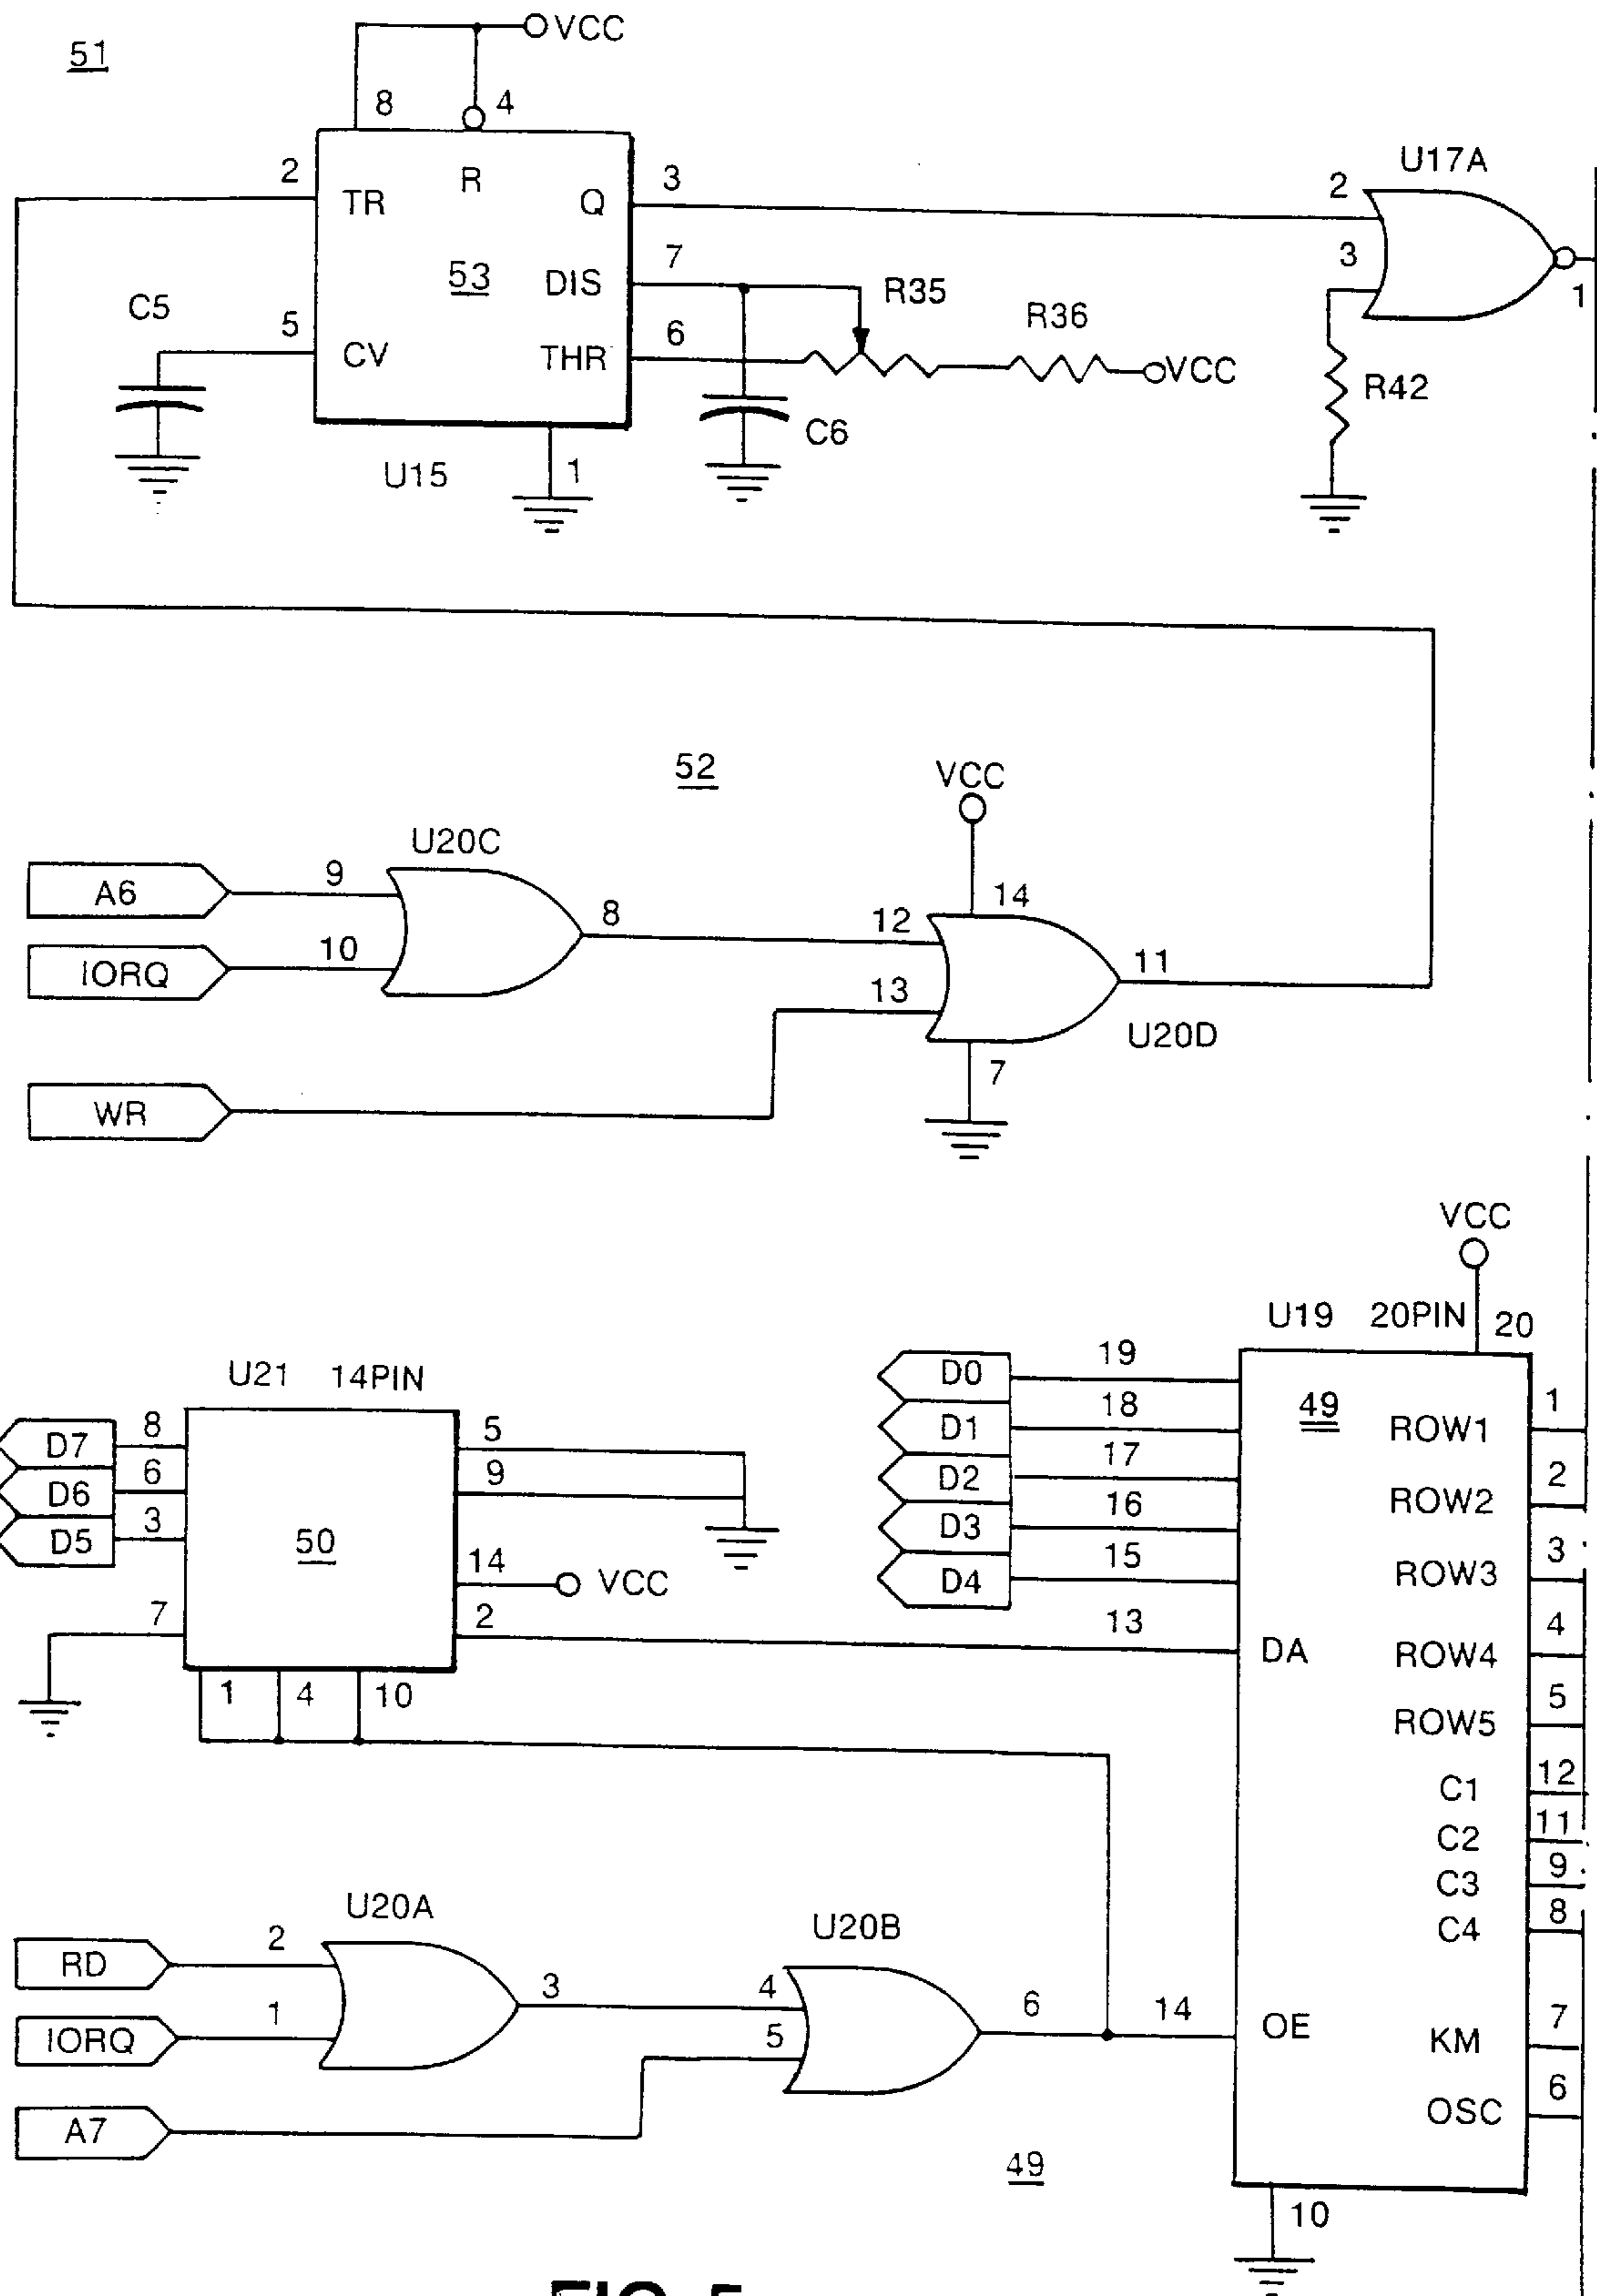 51
VCC
8 4
U17A
2 TR R Q 3 2
53
7 DIS R35 3
C5 R36 1
5 CV THR 6 VCC
R42
C6
U15 1
52
VCC
U20C
A6 9 14
8 12 11
IORQ 10
13
U20D
7
WR
VCC
U19 20PIN 20
U21 14PIN
D0 19 49 1
D7 8 5 D1 18 ROW1
D6 6 9 D2 17 2
D5 3 D3 16 ROW2
50 3
14 VCC D4 15 ROW3
7 2 13 DA 4
ROW4
1 4 10 5
ROW5
C1 12
C2 11
C3 9
U20A C4 8
U20B
RD 2
3 4 6 14 OE 7
IORQ 1 5 KM
6
A7 OSC
49
10
FIG. 5